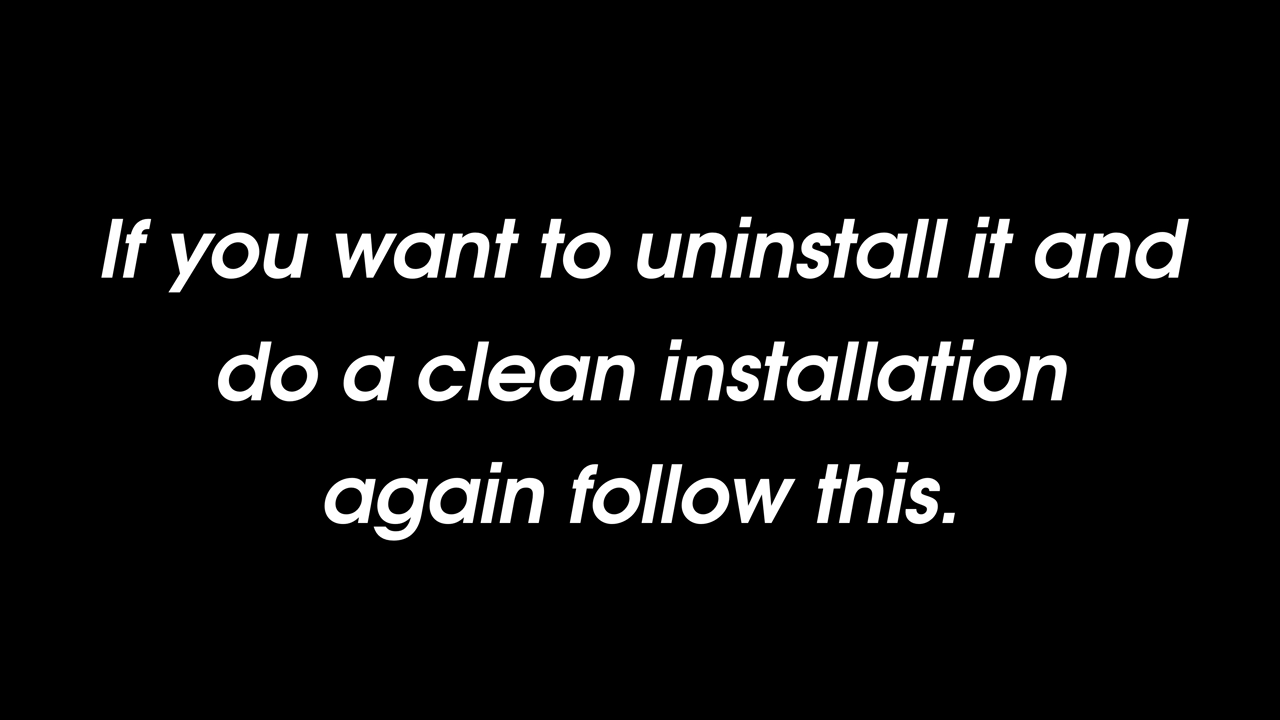 If you want to uninstall it and
do a clean installation
again follow this.